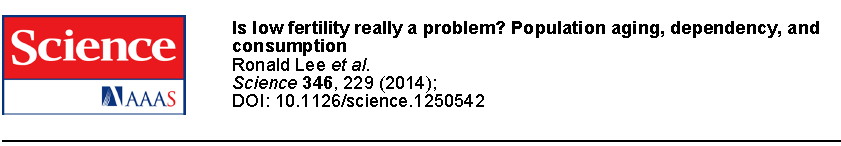 Science
AAAS
Is low fertility really a problem? Population aging, dependency, and
consumption
Ronald Lee et al.
Science 346, 229 (2014);
DOI: 10.1126/science.1250542